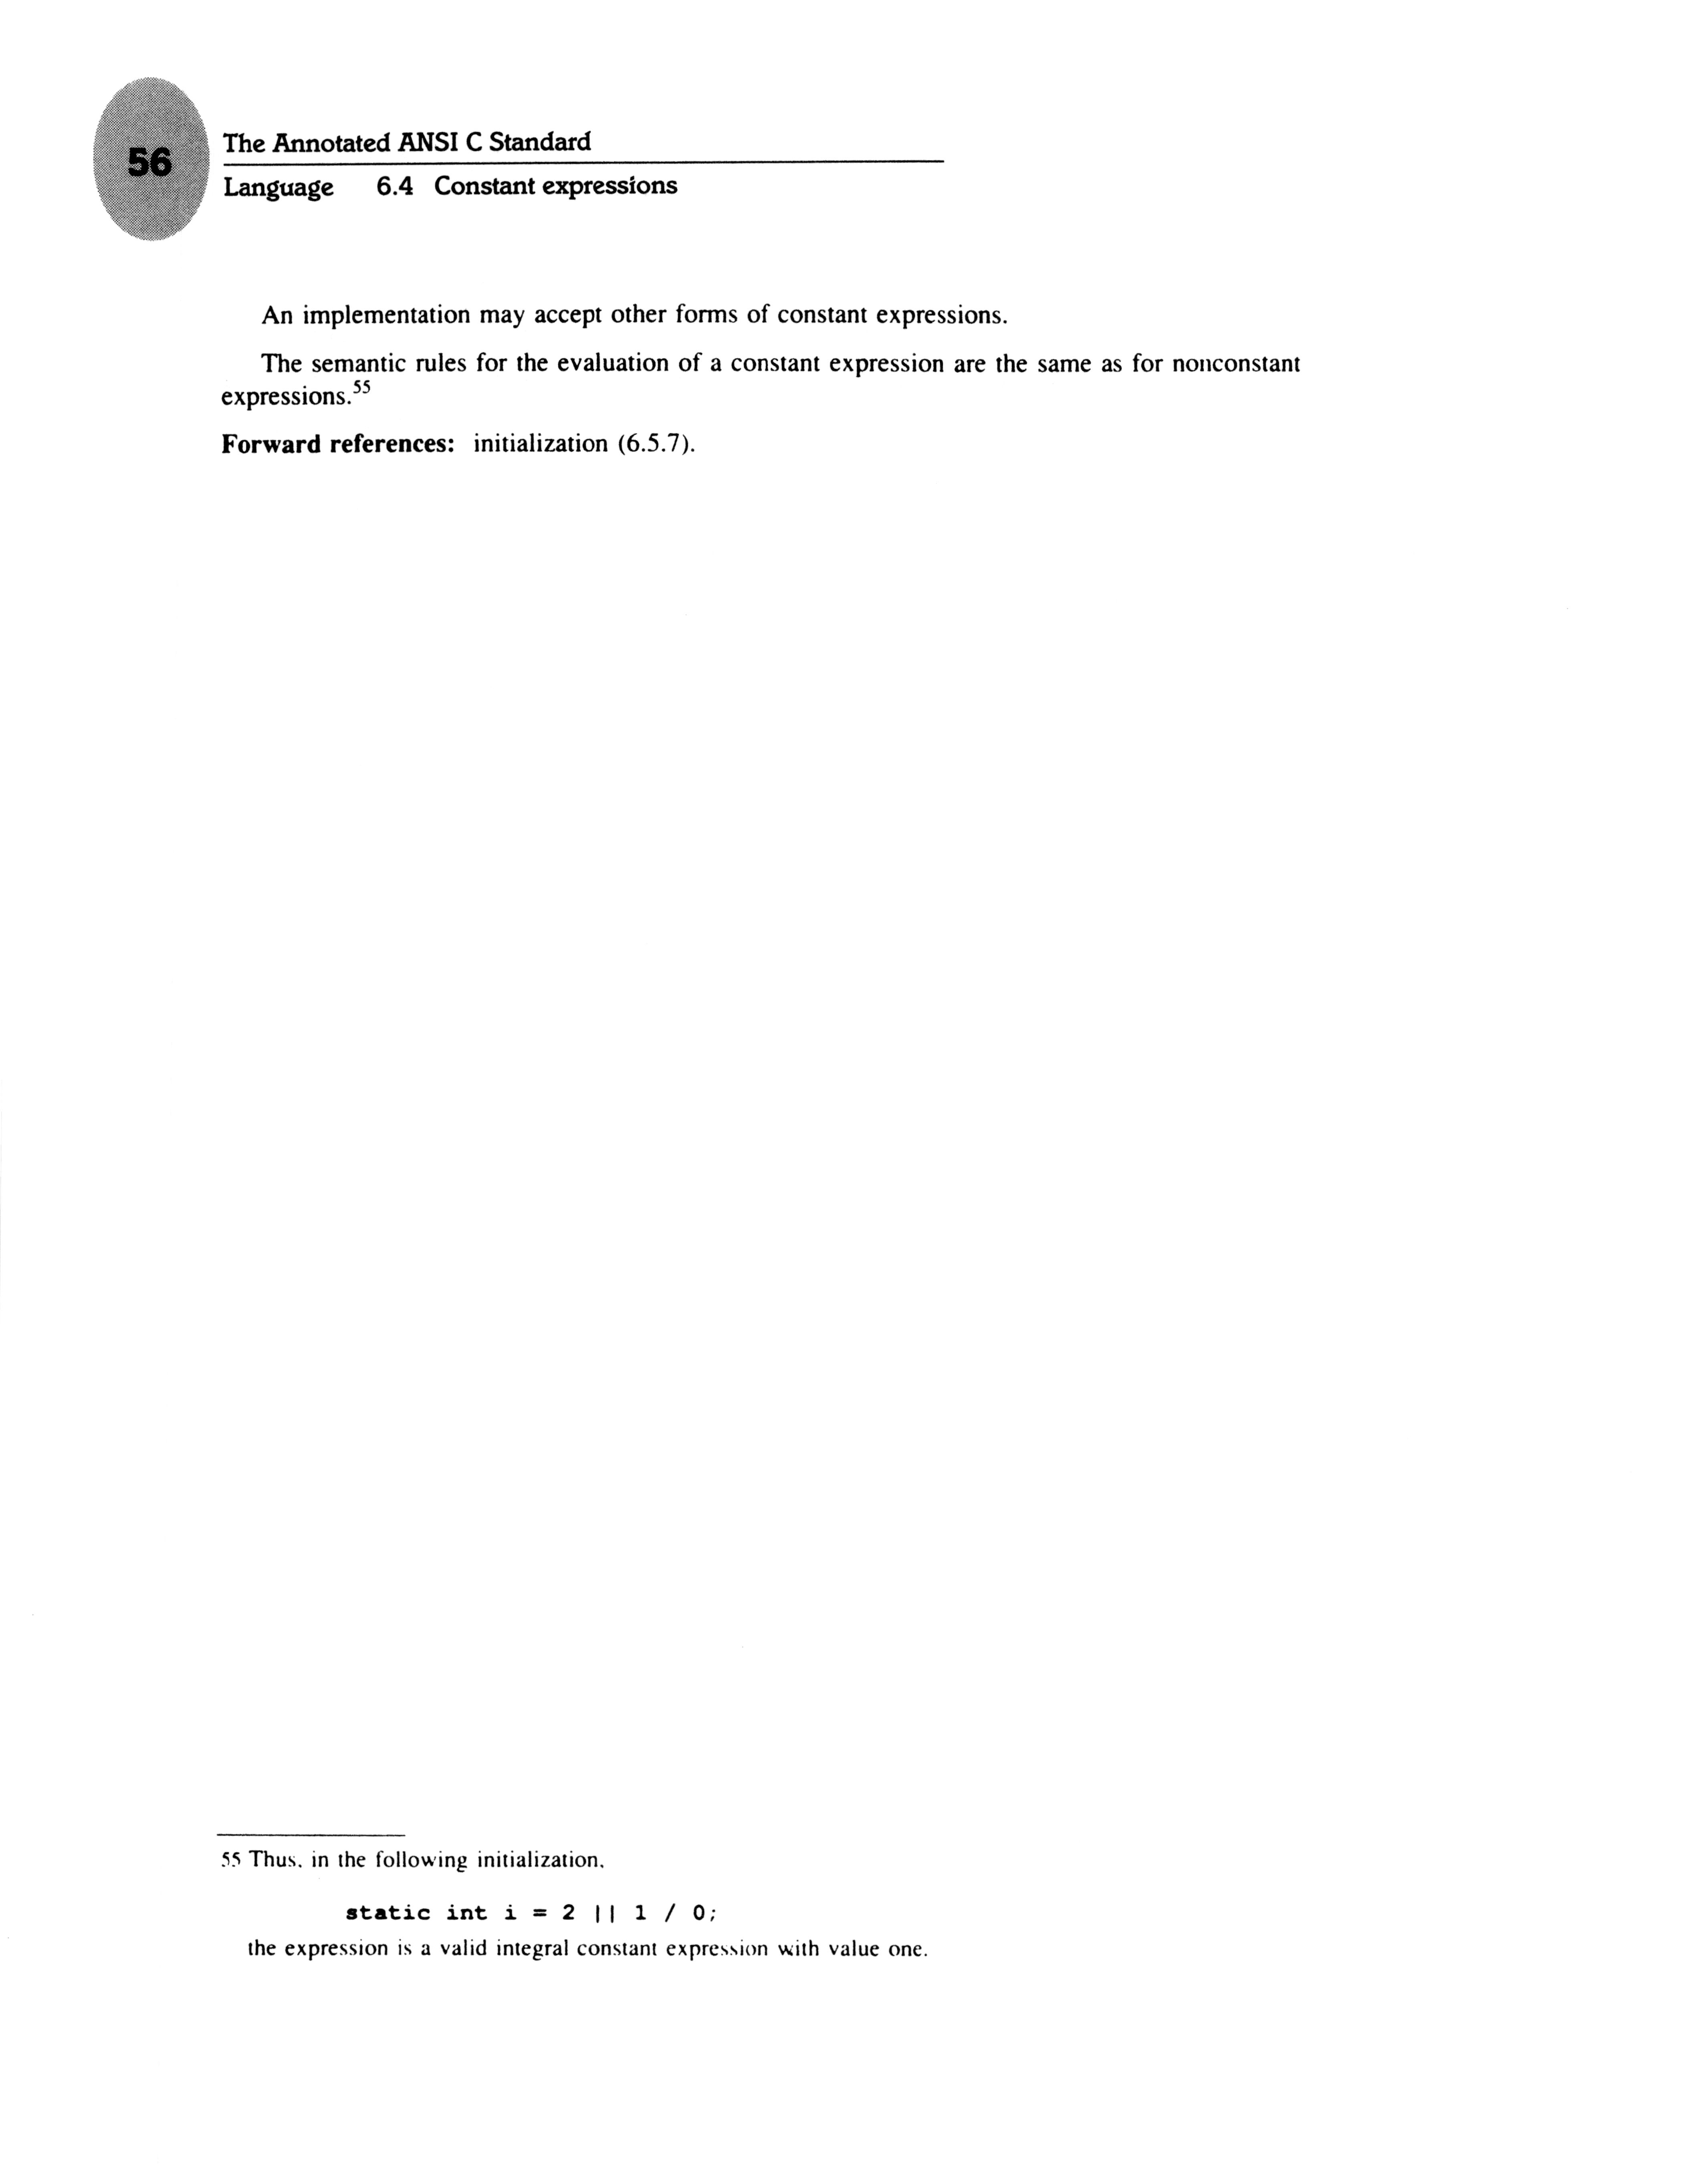 56
The Annotated ANSI C Standard
Language 6.4 Constant expressions
An implementation may accept other forms of constant expressions.
The semantic rules for the evaluation of a constant expression are the same as for nonconstant
expressions.55
Forward references: initialization (6.5.7).
55 Thus, in the following initialization,
static int i = 2 || 1 / 0;
the expression is a valid integral constant expression with value one.